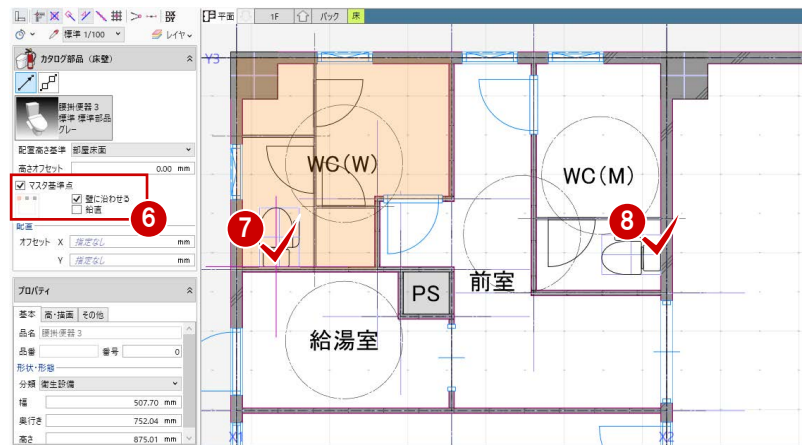 標準 1/100
レイヤ
カタログ部品（床壁）
腰掛便器 3
標準 標準部品
グレー
配置高さ基準 部屋床面
高さオフセット 0.00 mm
マスタ基準点
壁に沿わせる
鉛直
6
配置
オフセット X 指定なし mm
Y 指定なし mm
プロパティ
基本 高・描画 その他
品名 腰掛便器 3
品番 番号 0
形状・形態
分類 衛生設備
幅 507.70 mm
奥行き 752.04 mm
高さ 875.01 mm
平面 1F パック 床
Y3
WC(W)
WC(M)
7
8
前室
PS
給湯室
X1
X2